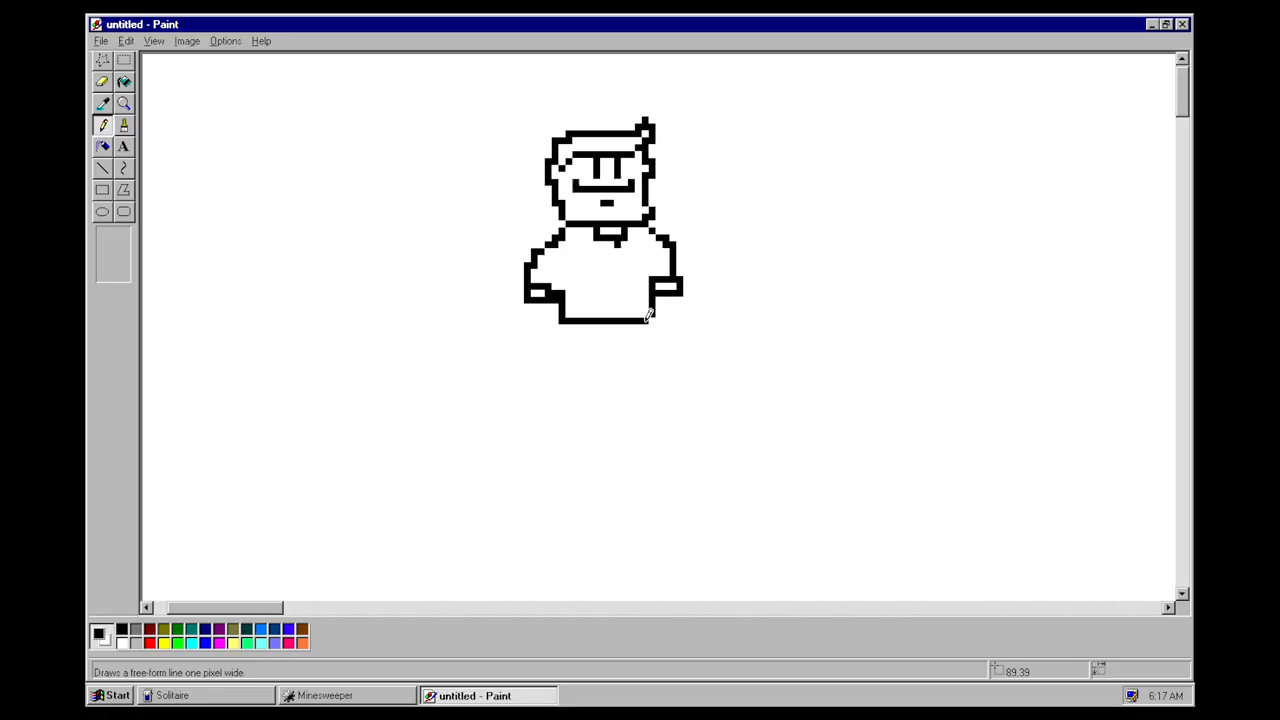 untitled - Paint
File Edit View Image Options Help
A
Draws a free-form line one pixel wide.
89,39
Start Solitaire Minesweeper untitled - Paint 6:17 AM